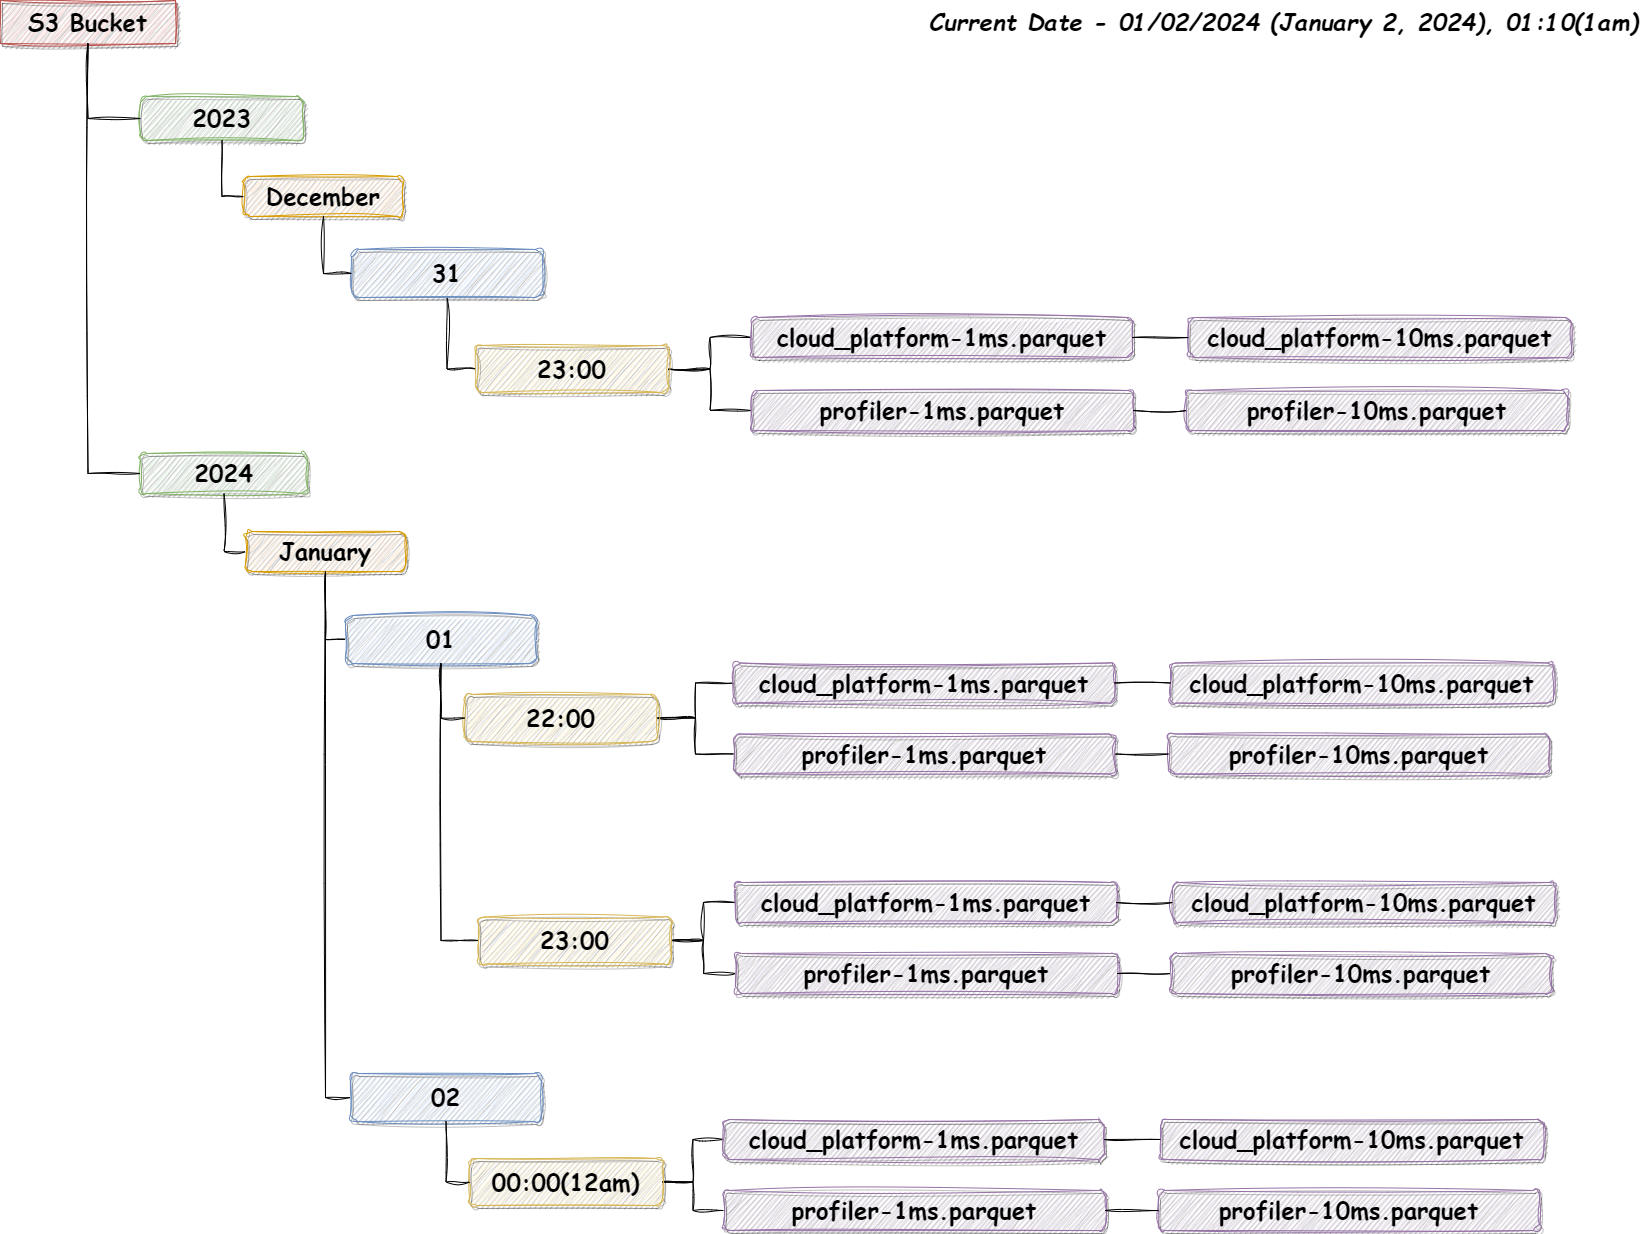 S3 Bucket
Current Date - 01/02/2024 (January 2, 2024), 01:10(1am)
2023
December
31
23:00
cloud_platform-1ms.parquet
cloud_platform-10ms.parquet
profiler-1ms.parquet
profiler-10ms.parquet
2024
January
01
22:00
cloud_platform-1ms.parquet
cloud_platform-10ms.parquet
profiler-1ms.parquet
profiler-10ms.parquet
23:00
cloud_platform-1ms.parquet
cloud_platform-10ms.parquet
profiler-1ms.parquet
profiler-10ms.parquet
02
00:00(12am)
cloud_platform-1ms.parquet
cloud_platform-10ms.parquet
profiler-1ms.parquet
profiler-10ms.parquet